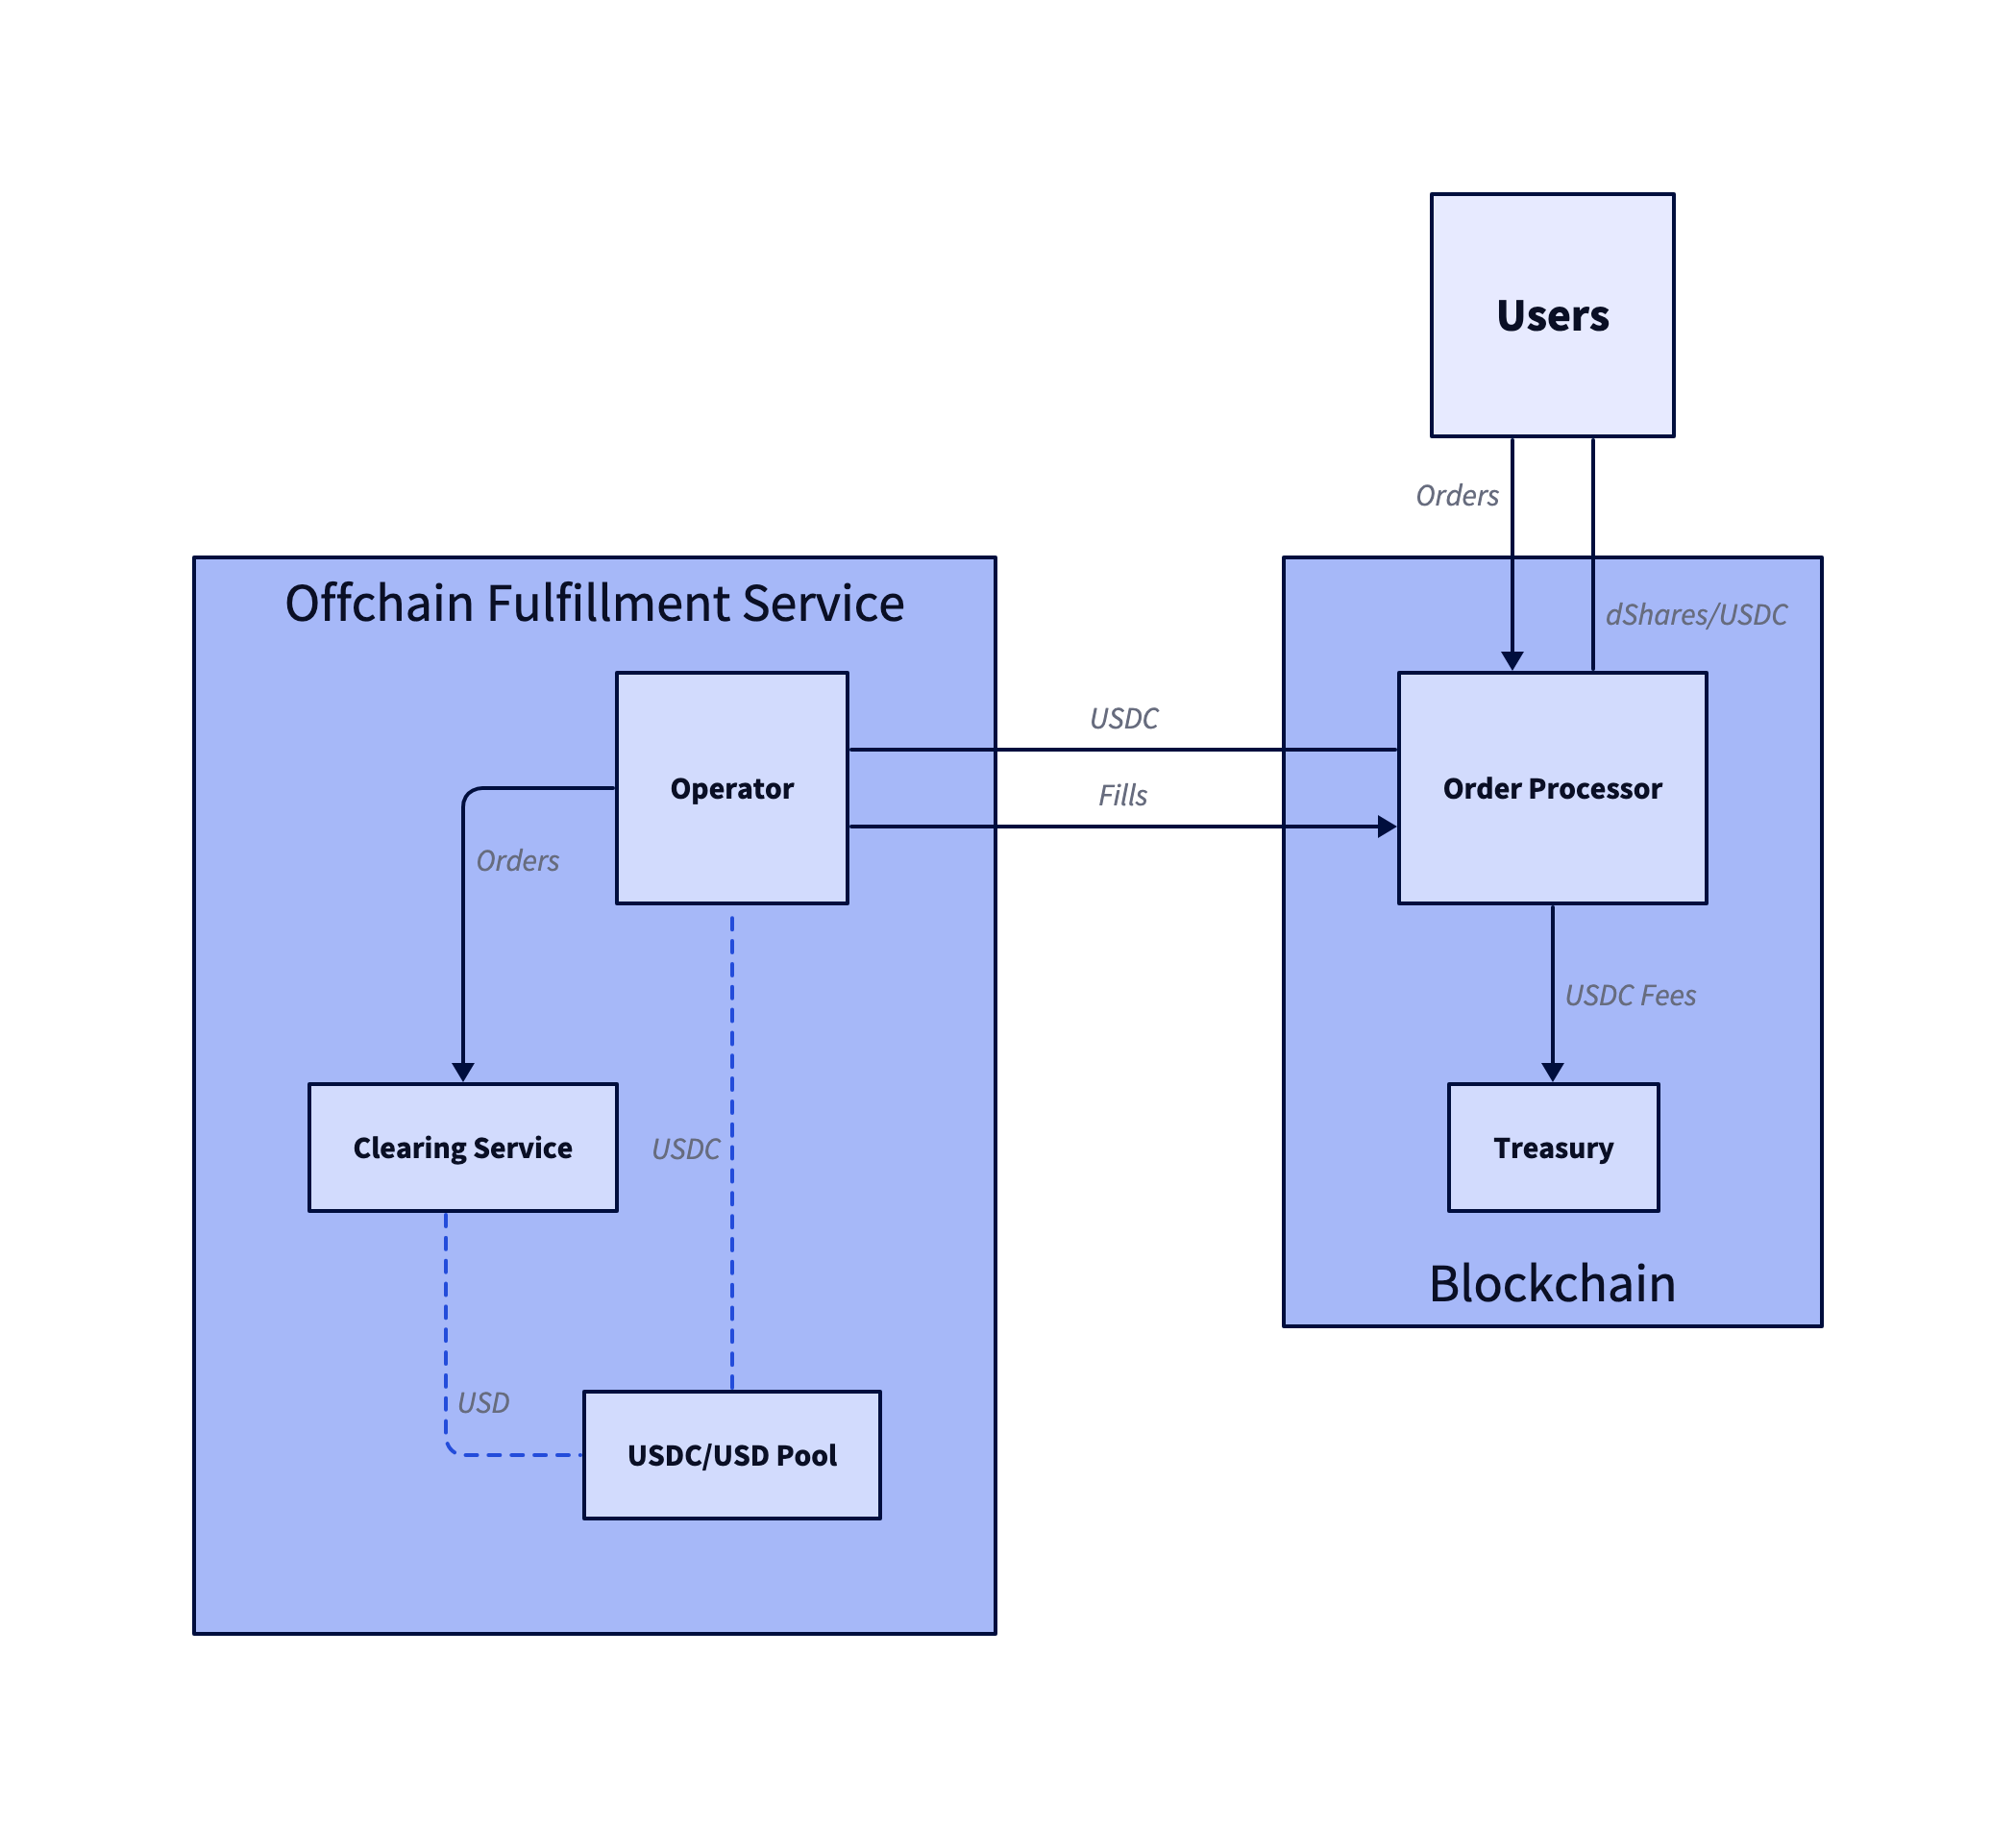 Users
Orders
dShares/USDC
Offchain Fulfillment Service
USDC
Operator
Order Processor
Fills
Orders
USDC Fees
Clearing Service
USDC
Treasury
Blockchain
USD
USDC/USD Pool